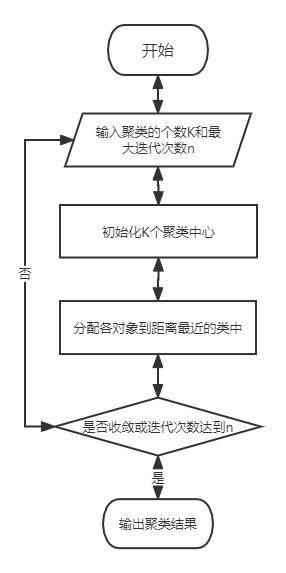 开始
输入聚类的个数K和最
大迭代次数n
初始化K个聚类中心
分配各对象到距离最近的类中
否
是否收敛或迭代次数达到n
是
输出聚类结果